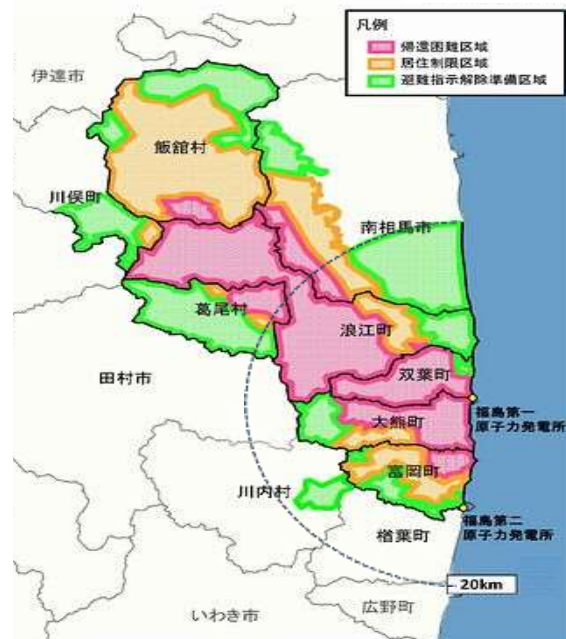 凡例
帰還困難区域
居住制限区域
避難指示解除準備区域
伊達市
飯舘村
川俣町
南相馬市
葛尾村
浪江町
田村市
双葉町
大熊町
福島第一
原子力発電所
富岡町
川内村
福島第二
原子力発電所
楢葉町
20km
いわき市
広野町